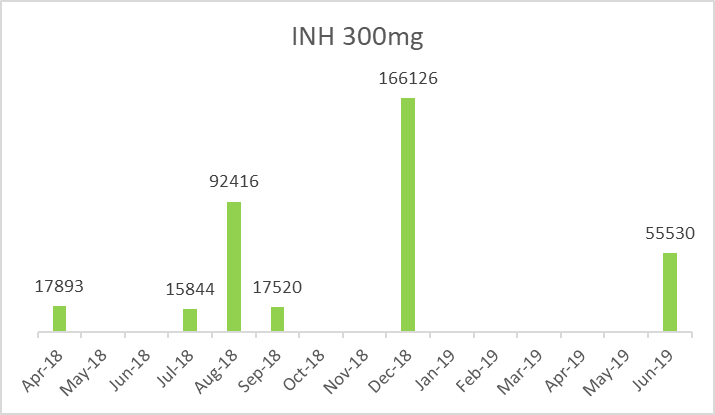 INH 300mg
166126
92416
55530
17893
15844
17520
Apr-18
May-18
Jun-18
Jul-18
Aug-18
Sep-18
Oct-18
Nov-18
Dec-18
Jan-19
Feb-19
Mar-19
Apr-19
May-19
Jun-19